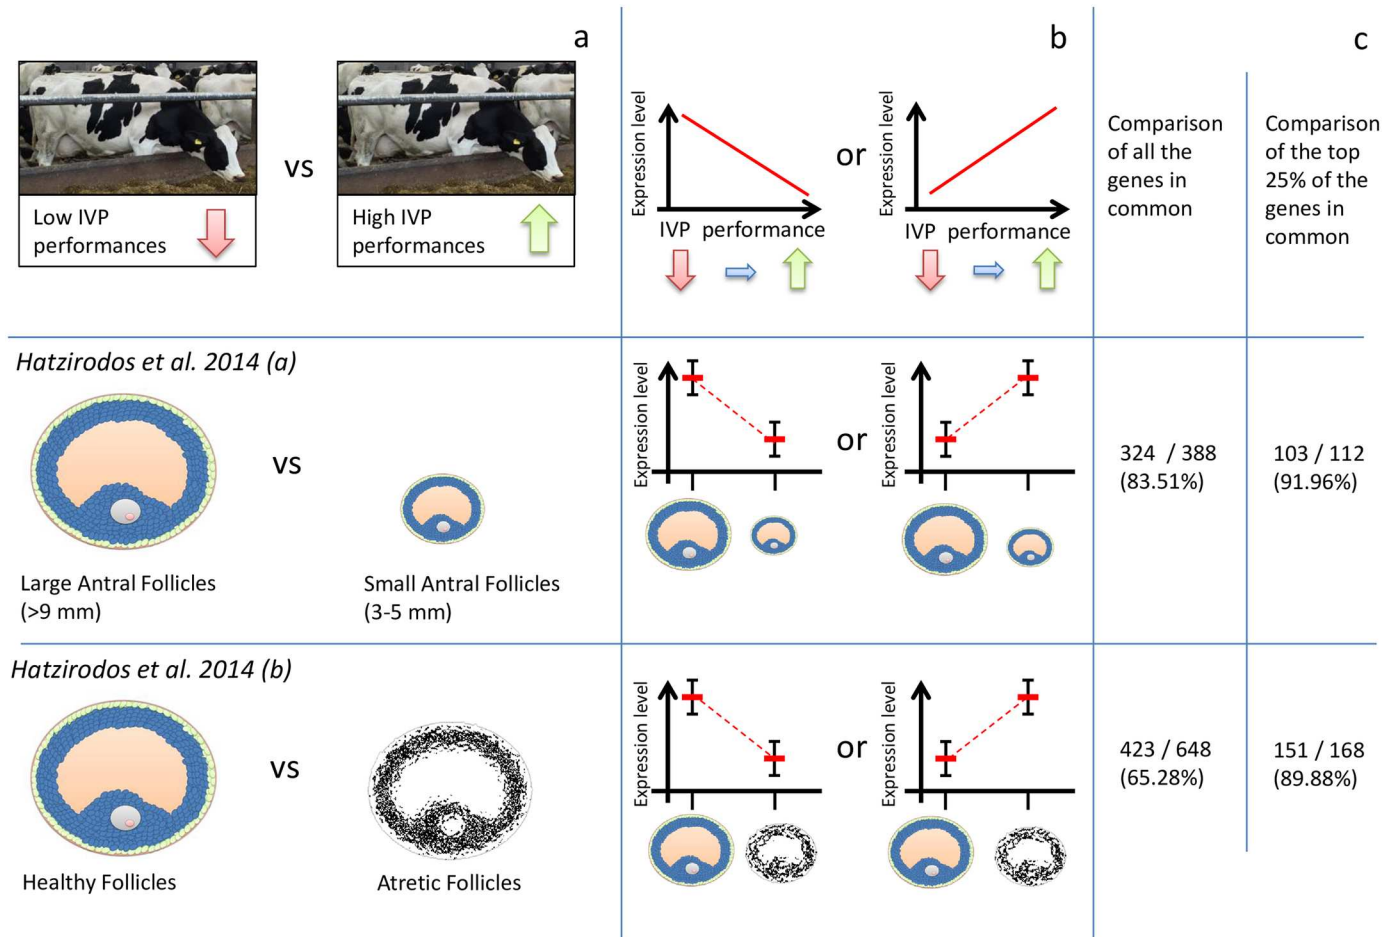 a
b
c
vs
Low IVP
performances
High IVP
performances
Expression level
IVP performance
or
Expression level
IVP performance
Comparison
of all the
genes in
common
Comparison
of the top
25% of the
genes in
common
Hatzirodos et al. 2014 (a)
vs
Large Antral Follicles
(>9 mm)
Small Antral Follicles
(3-5 mm)
Expression level
or
Expression level
324 / 388
(83.51%)
103 / 112
(91.96%)
Hatzirodos et al. 2014 (b)
vs
Healthy Follicles
Atretic Follicles
Expression level
or
Expression level
423 / 648
(65.28%)
151 / 168
(89.88%)